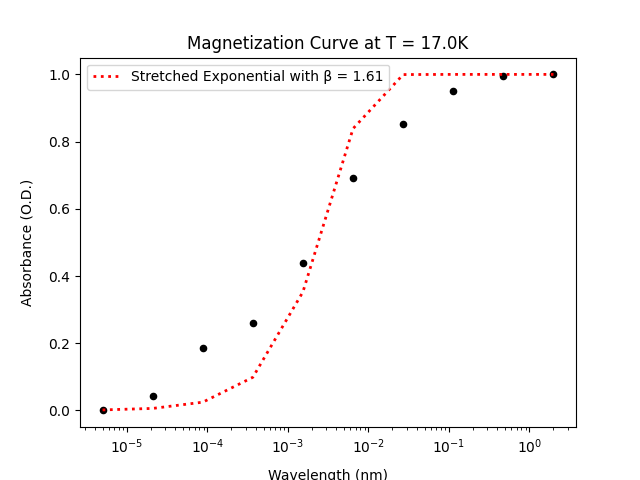 Magnetization Curve at T = 17.0K
Stretched Exponential with β = 1.61
Absorbance (O.D.)
1.0
0.8
0.6
0.4
0.2
0.0
10⁻⁵ 10⁻⁴ 10⁻³ 10⁻² 10⁻¹ 10⁰
Wavelength (nm)